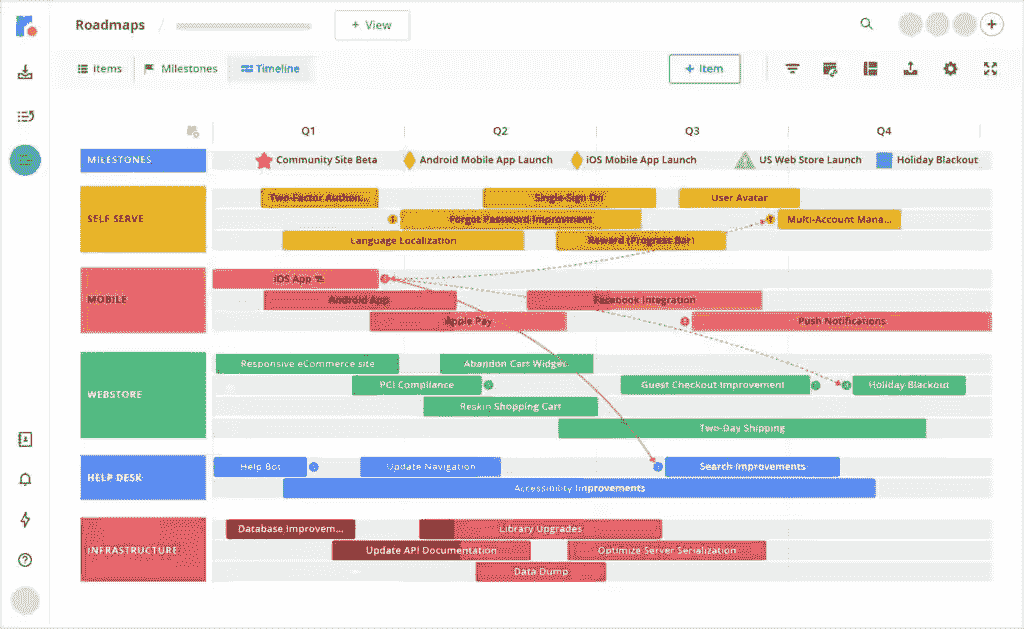 Roadmaps / + View
Items Milestones Timeline + Item
Q1 Q2 Q3 Q4
MILESTONES Community Site Beta Android Mobile App Launch iOS Mobile App Launch US Web Store Launch Holiday Blackout
SELF SERVE
Two-Factor Authen... Single-Sign On User Avatar
Forgot Password Improvment Multi-Account Mana...
Language Localization Reward (Progress Bar)
MOBILE
iOS App
Android App Facebook Integration
Apple Pay Push Notifications
WEBSTORE
Responsive eCommerce site Abandon Cart Widget
PCI Compliance Guest Checkout Improvement Holiday Blackout
Reskin Shopping Cart
Two-Day Shipping
HELP DESK
Help Bot Update Navigation Search Improvements
Accessibility Improvements
INFRASTRUCTURE
Database Improvem... Library Upgrades
Update API Documentation Optimize Server Serialization
Data Dump